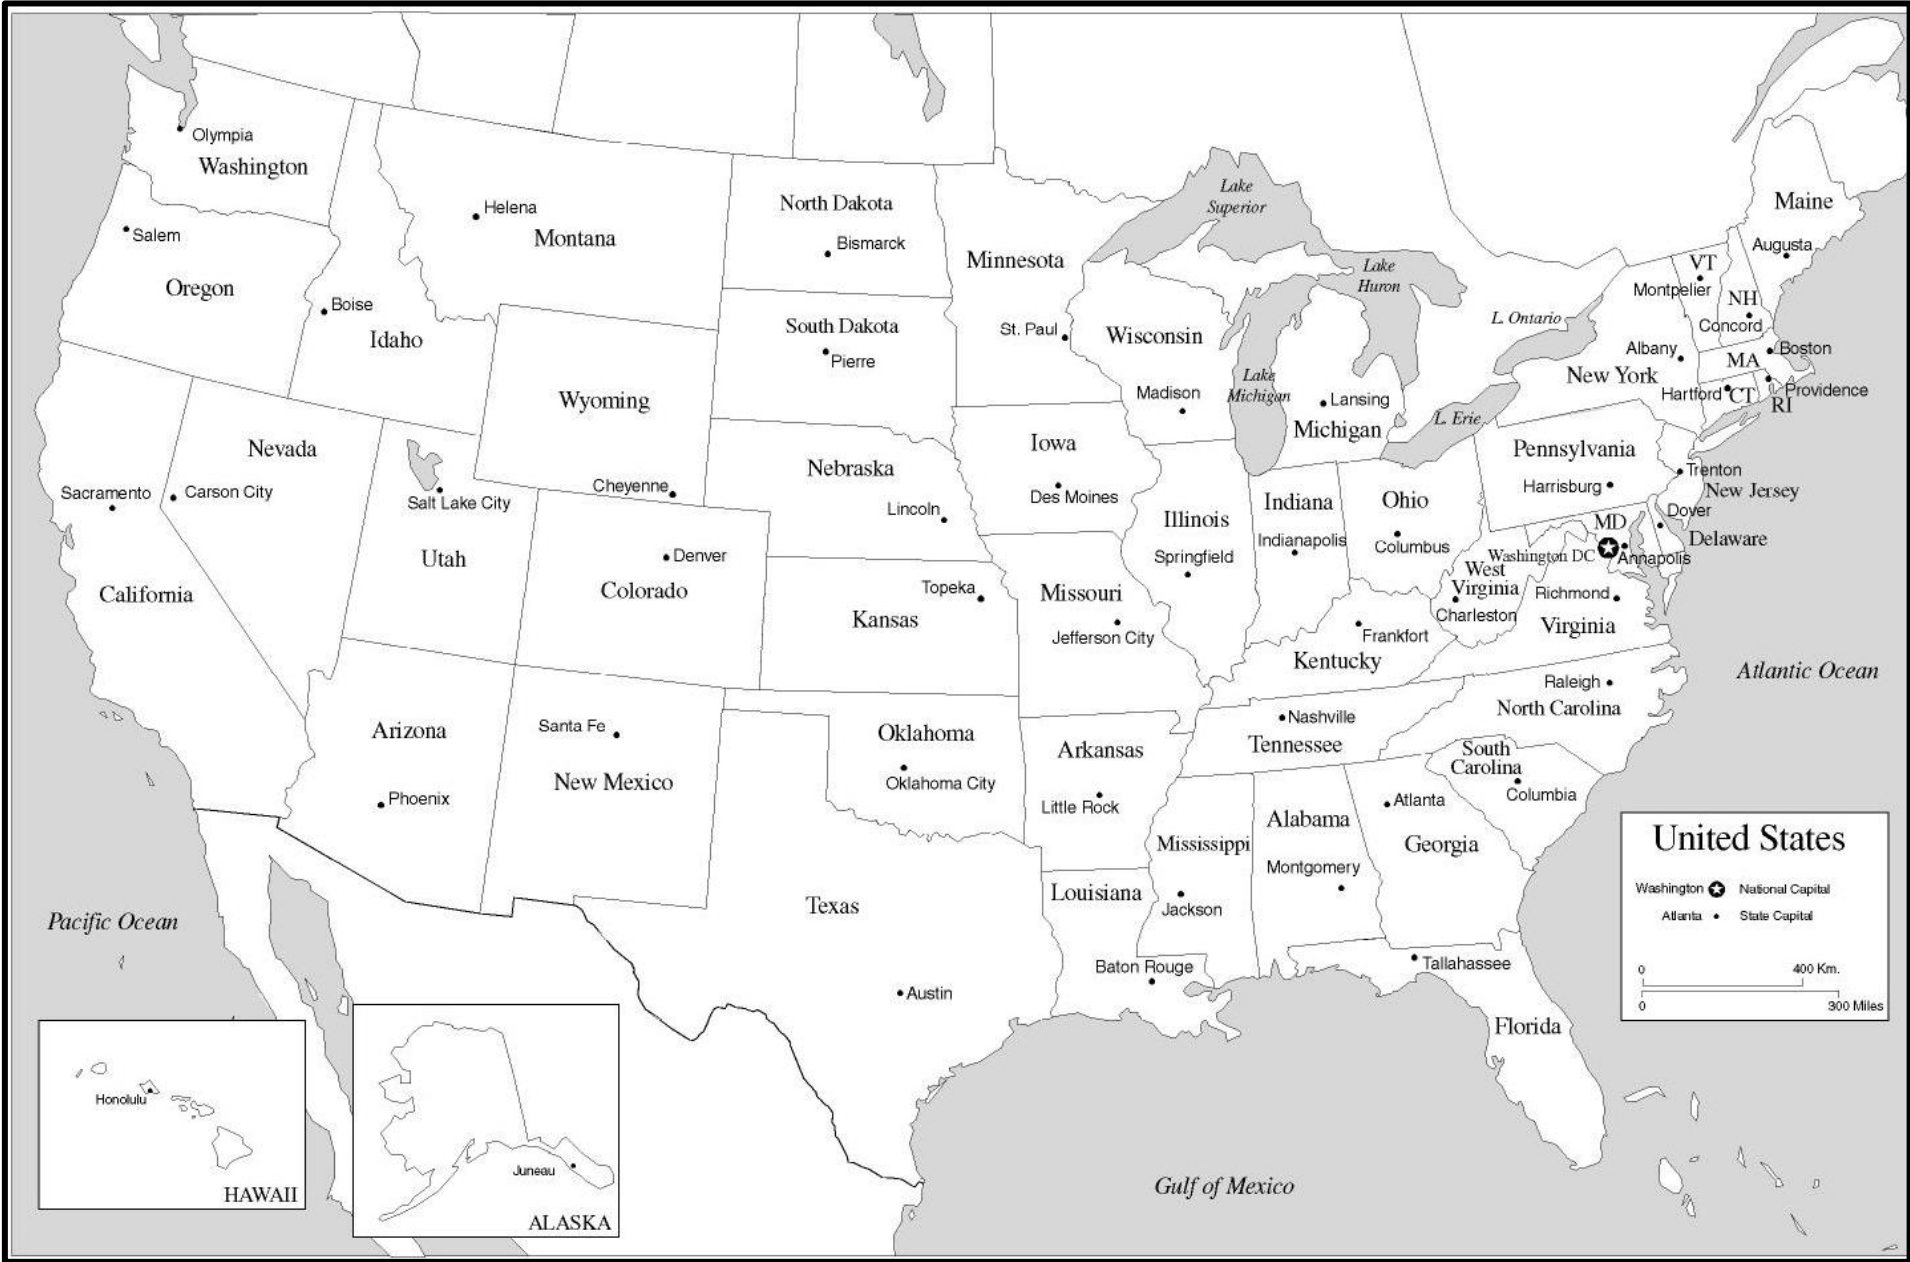 Olympia
Washington
Salem
Oregon
Boise
Idaho
Helena
Montana
North Dakota
Bismarck
South Dakota
Pierre
Minnesota
St. Paul
Wisconsin
Madison
Lake
Superior
Lake
Huron
Lake
Michigan
Lansing
Michigan
L. Ontario
L. Erie
Maine
Augusta
VT
Montpelier
NH
Concord
Albany
New York
MA
Boston
Hartford
CT
Providence
RI
Wyoming
Cheyenne
Nevada
Carson City
Sacramento
California
Salt Lake City
Utah
Denver
Colorado
Nebraska
Lincoln
Iowa
Des Moines
Illinois
Springfield
Indiana
Indianapolis
Ohio
Columbus
Pennsylvania
Harrisburg
Trenton
New Jersey
MD
Dover
Delaware
Washington DC
Annapolis
West
Virginia
Charleston
Richmond
Virginia
Topeka
Kansas
Missouri
Jefferson City
Frankfort
Kentucky
Atlantic Ocean
Raleigh
North Carolina
Nashville
Tennessee
South
Carolina
Columbia
Arizona
Phoenix
Santa Fe
New Mexico
Oklahoma
Oklahoma City
Arkansas
Little Rock
Mississippi
Jackson
Alabama
Montgomery
Atlanta
Georgia
Texas
Austin
Louisiana
Baton Rouge
Tallahassee
Florida
Pacific Ocean
Gulf of Mexico
Honolulu
HAWAII
Juneau
ALASKA
United States
Washington National Capital
Atlanta State Capital
0 400 Km.
0 300 Miles